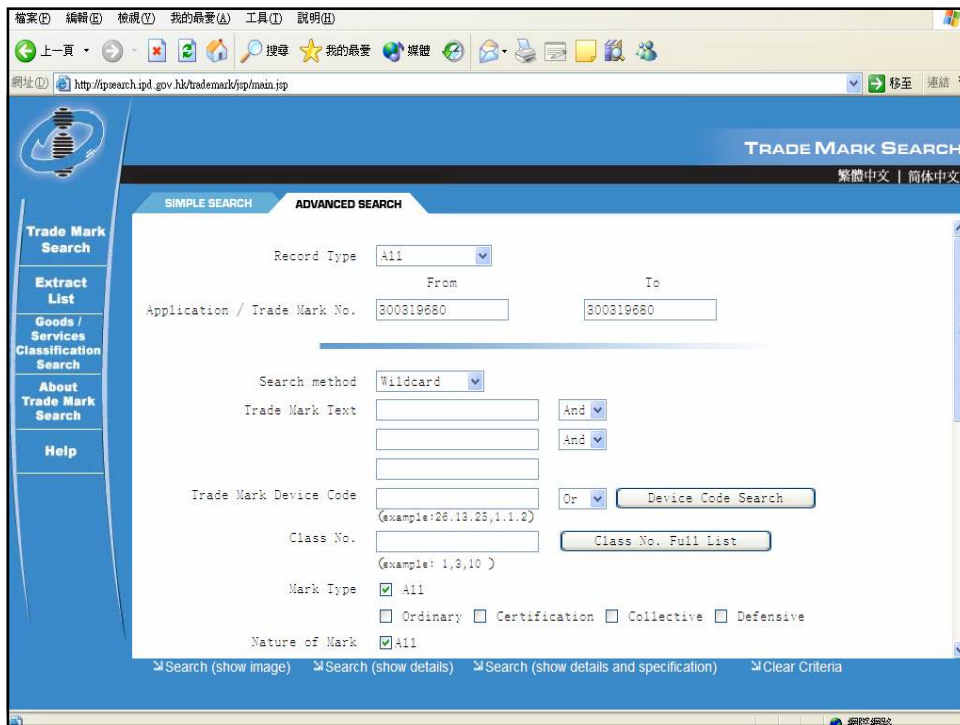 檔案(F) 編輯(E) 檢視(V) 我的最愛(A) 工具(T) 說明(H)
上一頁 搜尋 我的最愛 媒體
網址(D) http://ipsearch.ipd.gov.hk/trademark/jsp/main.jsp 移至 連結
TRADE MARK SEARCH
繁體中文 | 简体中文
SIMPLE SEARCH ADVANCED SEARCH
Trade Mark
Search
Extract
List
Goods /
Services
Classification
Search
About
Trade Mark
Search
Help
Record Type All
From To
Application / Trade Mark No. 300319680 300319680
Search method Wildcard
Trade Mark Text And
And
Trade Mark Device Code Or Device Code Search
(example:26.13.25,1.1.2)
Class No. Class No. Full List
(example: 1,3,10 )
Mark Type All
Ordinary Certification Collective Defensive
Nature of Mark All
Search (show image) Search (show details) Search (show details and specification) Clear Criteria
網際網路